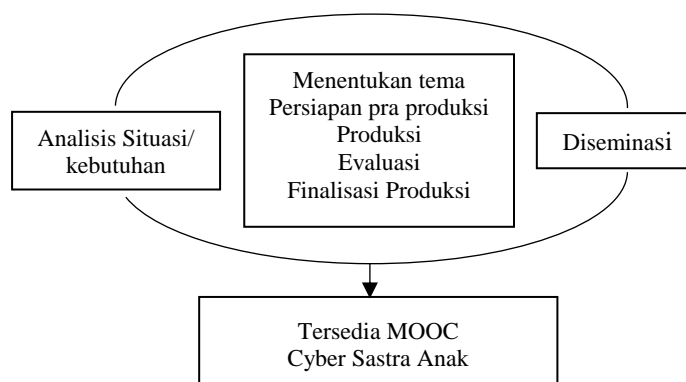 Analisis Situasi/
kebutuhan
Menentukan tema
Persiapan pra produksi
Produksi
Evaluasi
Finalisasi Produksi
Diseminasi
Tersedia MOOC
Cyber Sastra Anak